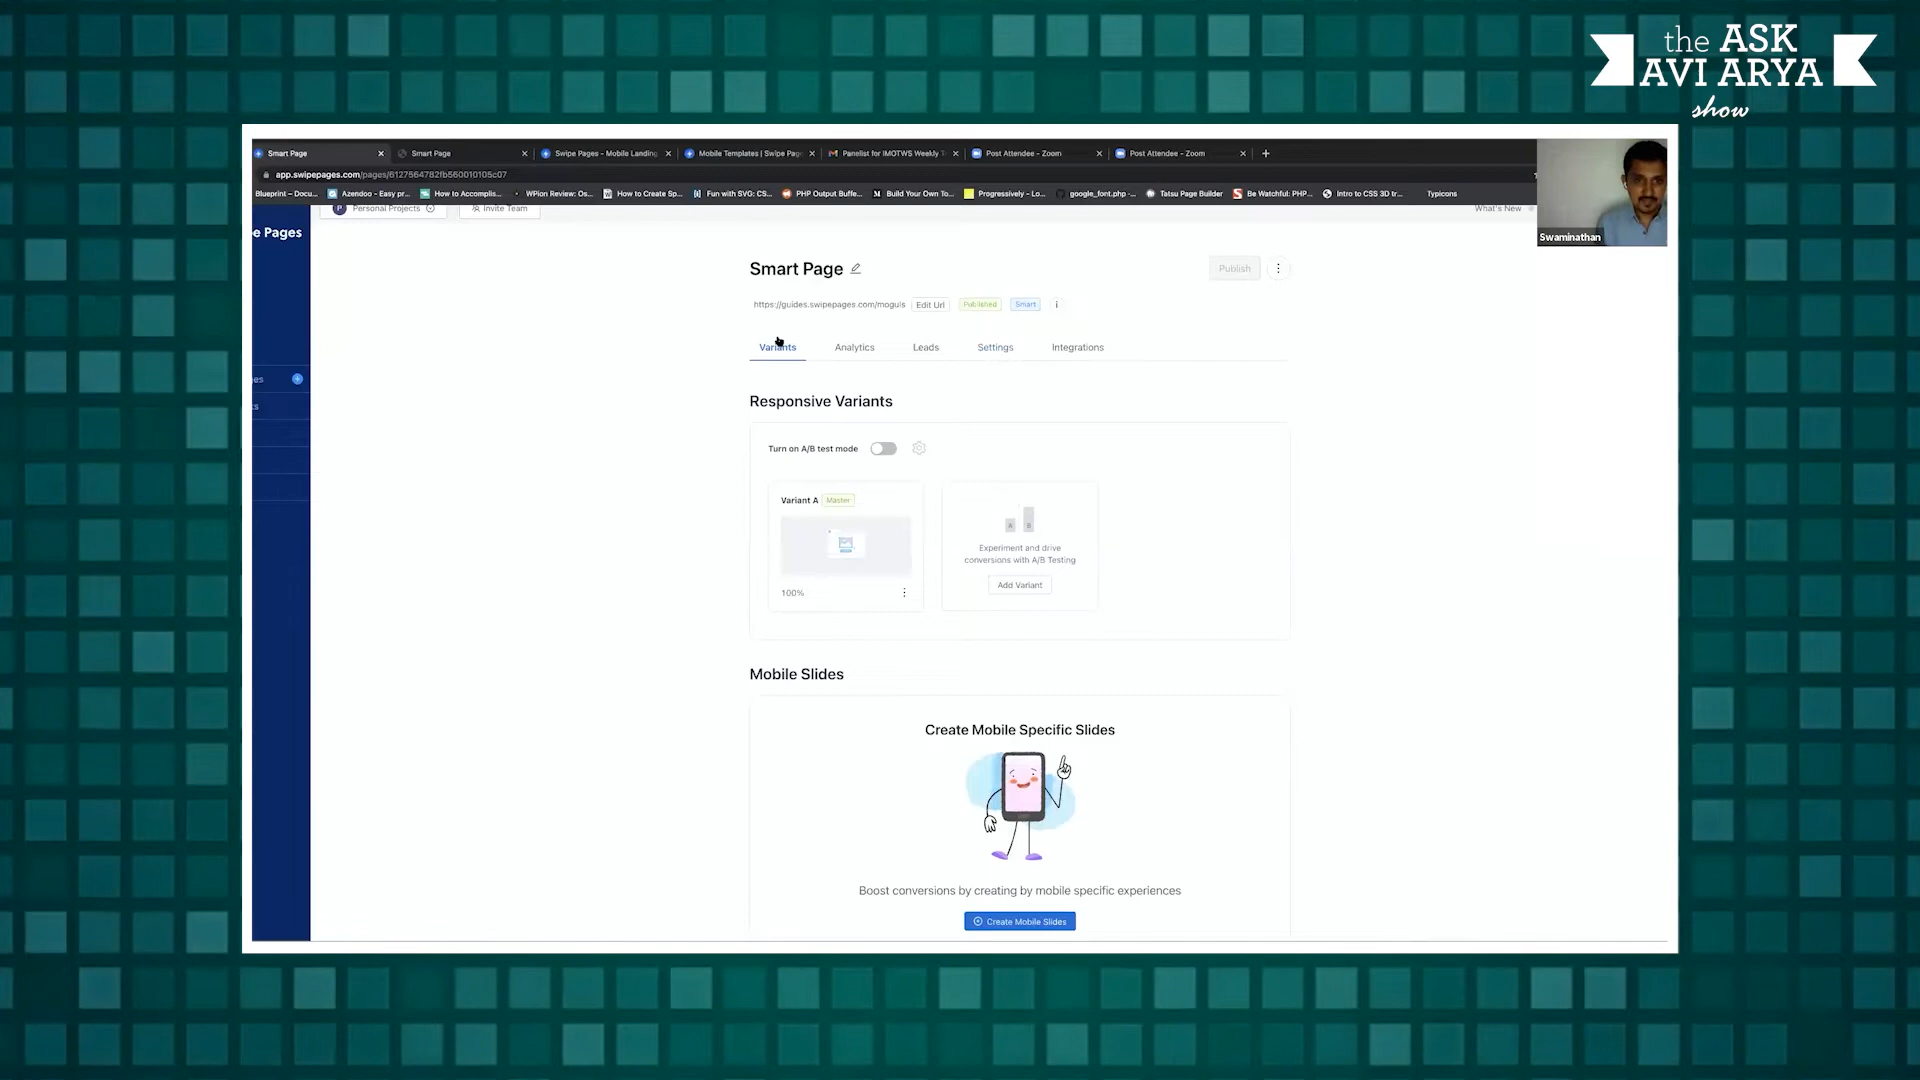 the ASK
AVI ARYA
show
Smart Page
Smart Page
Swipe Pages - Mobile Landing
Mobile Templates | Swipe Page
Panelist for IMOTWS Weekly T
Post Attendee - Zoom
Post Attendee - Zoom
app.swipepages.com/pages/6127564782fb560010105c07
Blueprint – Docu...
Azendoo - Easy pr...
How to Accomplis...
WPion Review: Os...
How to Create Sp...
Fun with SVG: CS...
PHP Output Buffe...
Build Your Own To...
Progressively - Lo...
google_font.php -...
Tatsu Page Builder
Be Watchful: PHP...
Intro to CSS 3D tr...
Typicons
Swaminathan
P Personal Projects
Invite Team
What's New
e Pages
Smart Page
Publish
https://guides.swipepages.com/moguls
Edit Url
Published
Smart
i
Variants
Analytics
Leads
Settings
Integrations
es
s
Responsive Variants
Turn on A/B test mode
Variant A
Master
A B
Experiment and drive
conversions with A/B Testing
Add Variant
100%
Mobile Slides
Create Mobile Specific Slides
Boost conversions by creating by mobile specific experiences
Create Mobile Slides